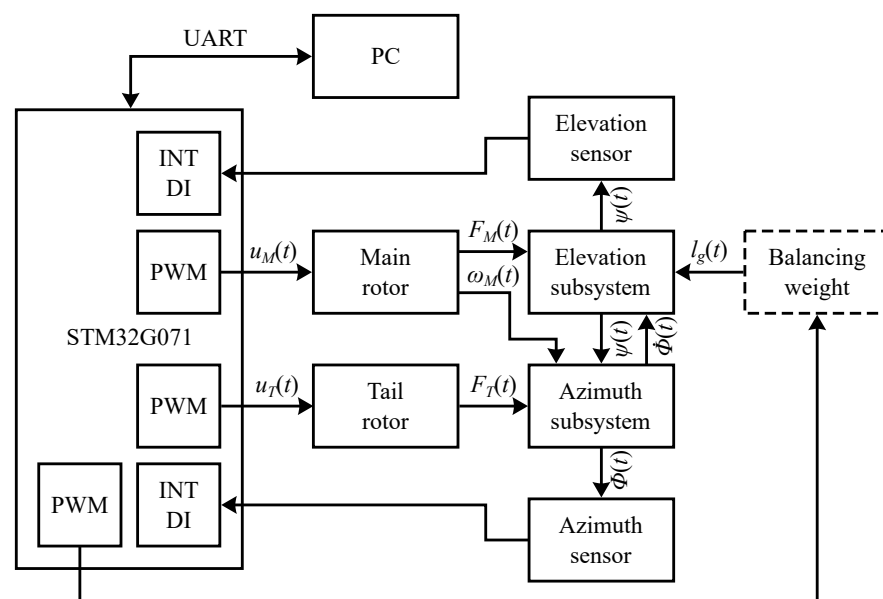 UART
PC
Elevation
sensor
INT
DI
ψ(t)
PWM
u_M(t)
Main
rotor
F_M(t)
ω_M(t)
Elevation
subsystem
l_g(t)
Balancing
weight
STM32G071
ψ(t)
Φ̇(t)
PWM
u_T(t)
Tail
rotor
F_T(t)
Azimuth
subsystem
Φ(t)
PWM
INT
DI
Azimuth
sensor